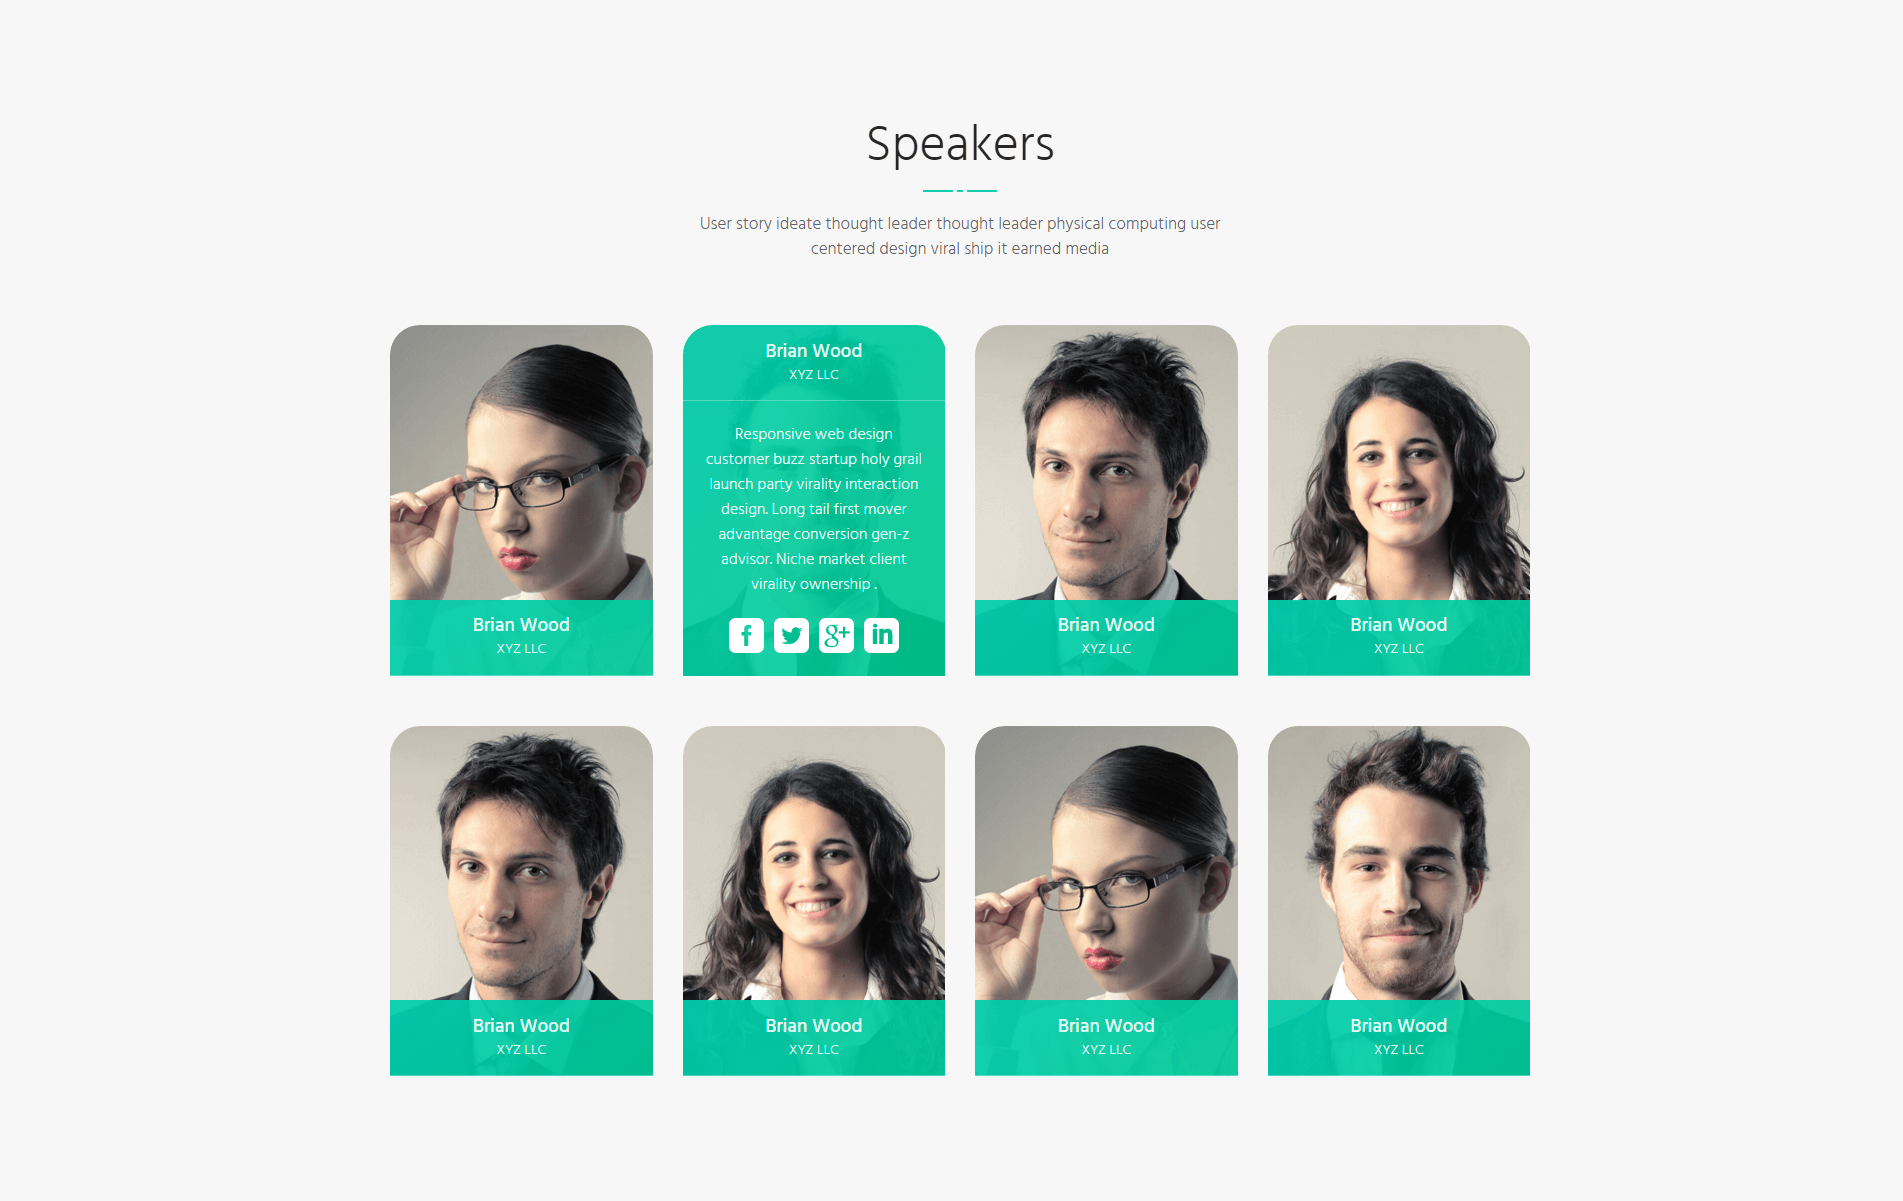 Speakers
User story ideate thought leader thought leader physical computing user
centered design viral ship it earned media
Brian Wood
XYZ LLC
Brian Wood
XYZ LLC
Responsive web design
customer buzz startup holy grail
launch party virality interaction
design. Long tail first mover
advantage conversion gen-z
advisor. Niche market client
virality ownership .
f g+ in
Brian Wood
XYZ LLC
Brian Wood
XYZ LLC
Brian Wood
XYZ LLC
Brian Wood
XYZ LLC
Brian Wood
XYZ LLC
Brian Wood
XYZ LLC